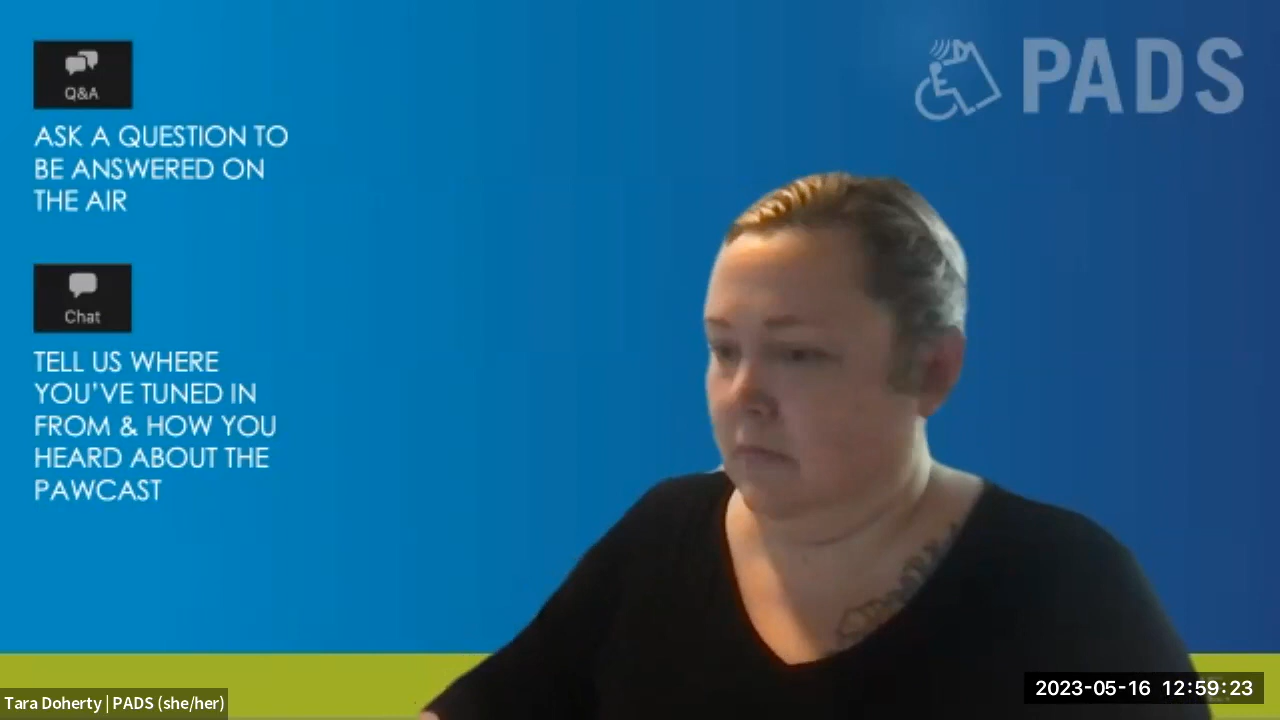 PADS
Q&A
ASK A QUESTION TO
BE ANSWERED ON
THE AIR
Chat
TELL US WHERE
YOU'VE TUNED IN
FROM & HOW YOU
HEARD ABOUT THE
PAWCAST
Tara Doherty | PADS (she/her)
2023-05-16 12:59:23